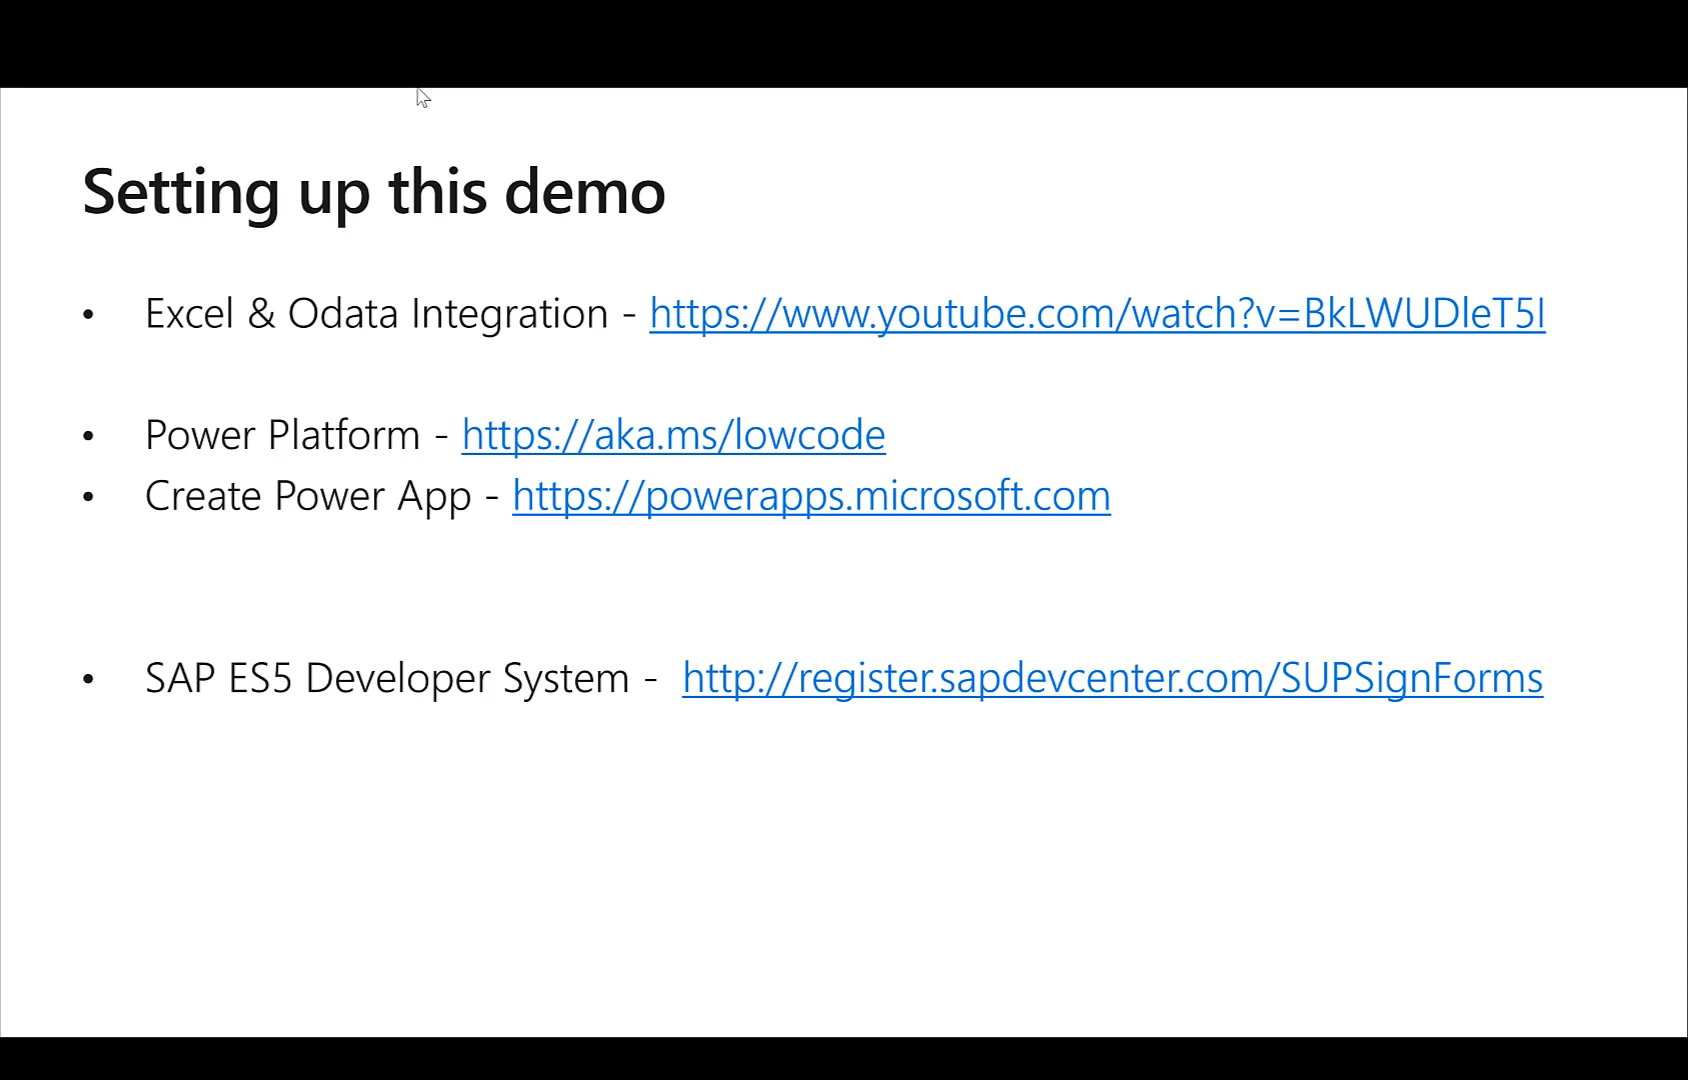 Setting up this demo
• Excel & Odata Integration - https://www.youtube.com/watch?v=BkLWUDleT5I
• Power Platform - https://aka.ms/lowcode
• Create Power App - https://powerapps.microsoft.com
• SAP ES5 Developer System - http://register.sapdevcenter.com/SUPSignForms